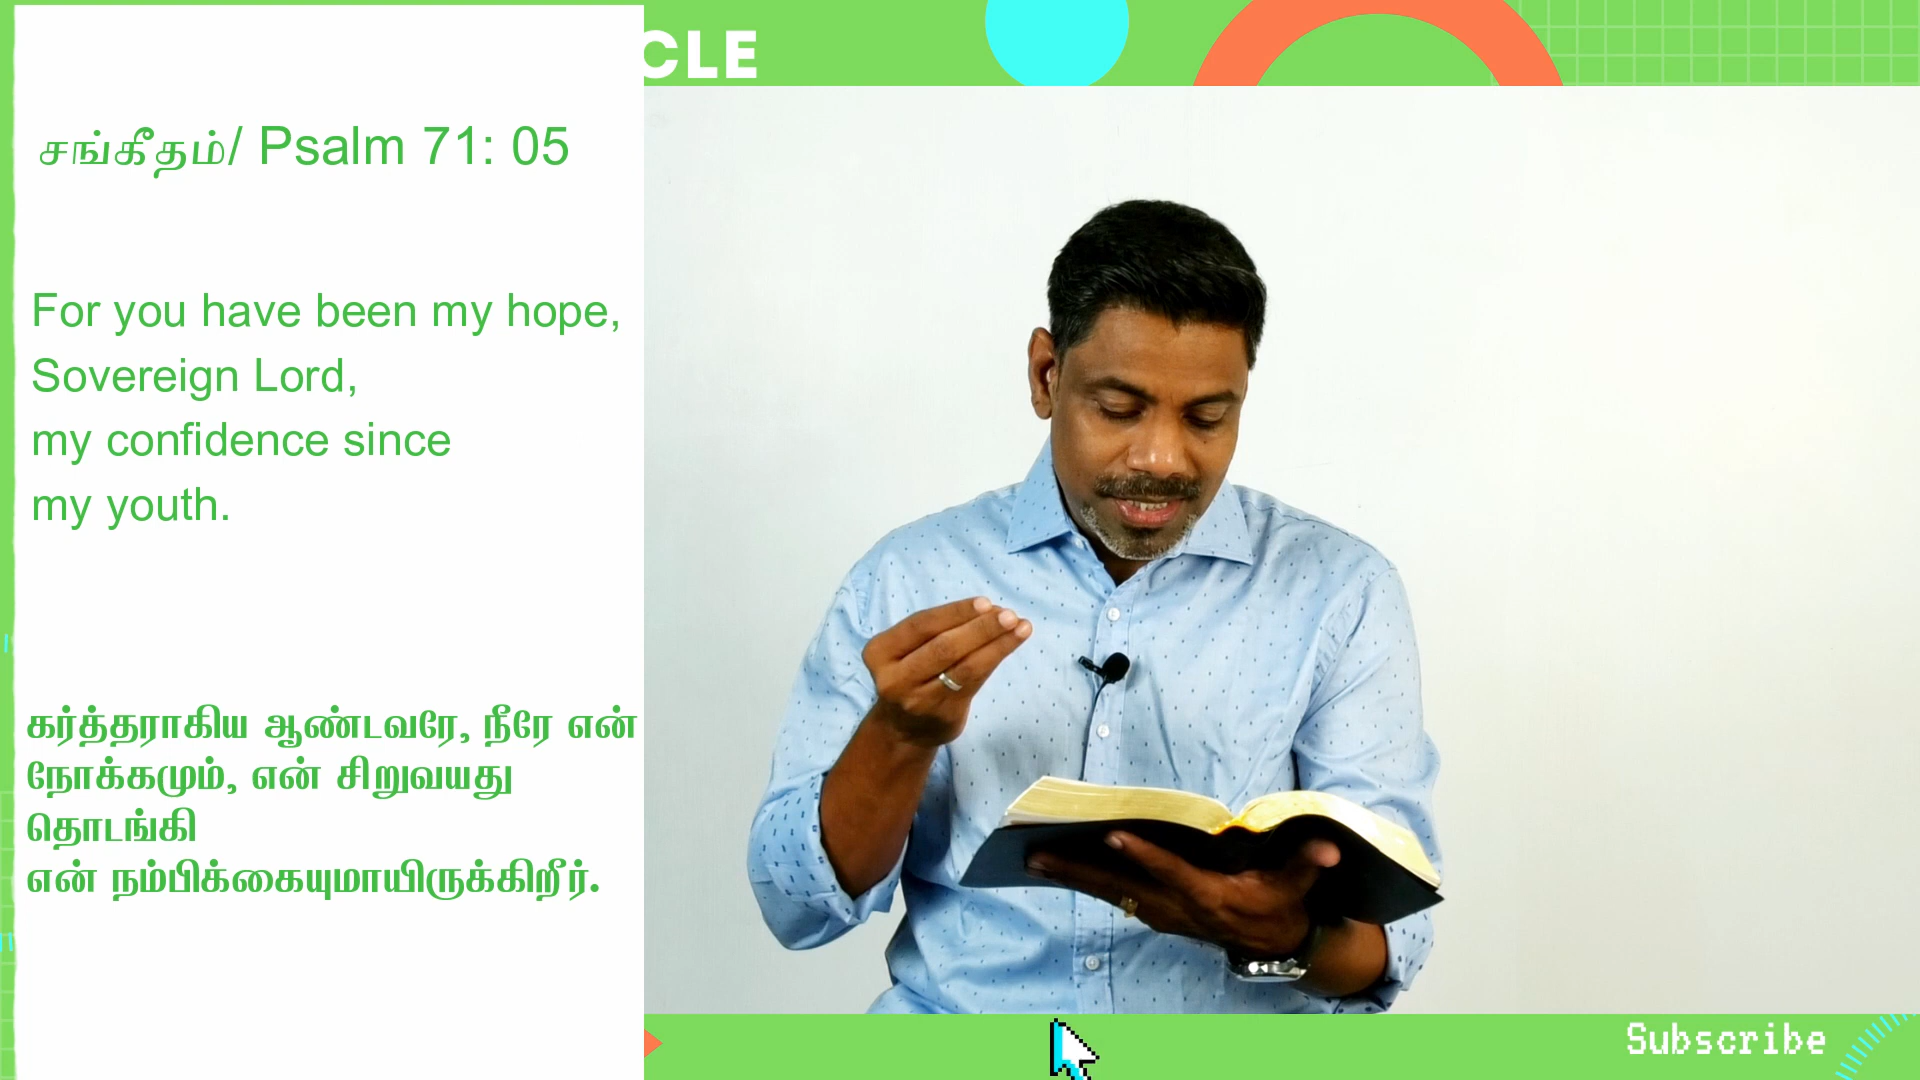 CLE
சங்கீதம்/ Psalm 71: 05
For you have been my hope,
Sovereign Lord,
my confidence since
my youth.
கர்த்தராகிய ஆண்டவரே, நீரே என்
நோக்கமும், என் சிறுவயது
தொடங்கி
என் நம்பிக்கையுமாயிருக்கிறீர்.
Subscribe